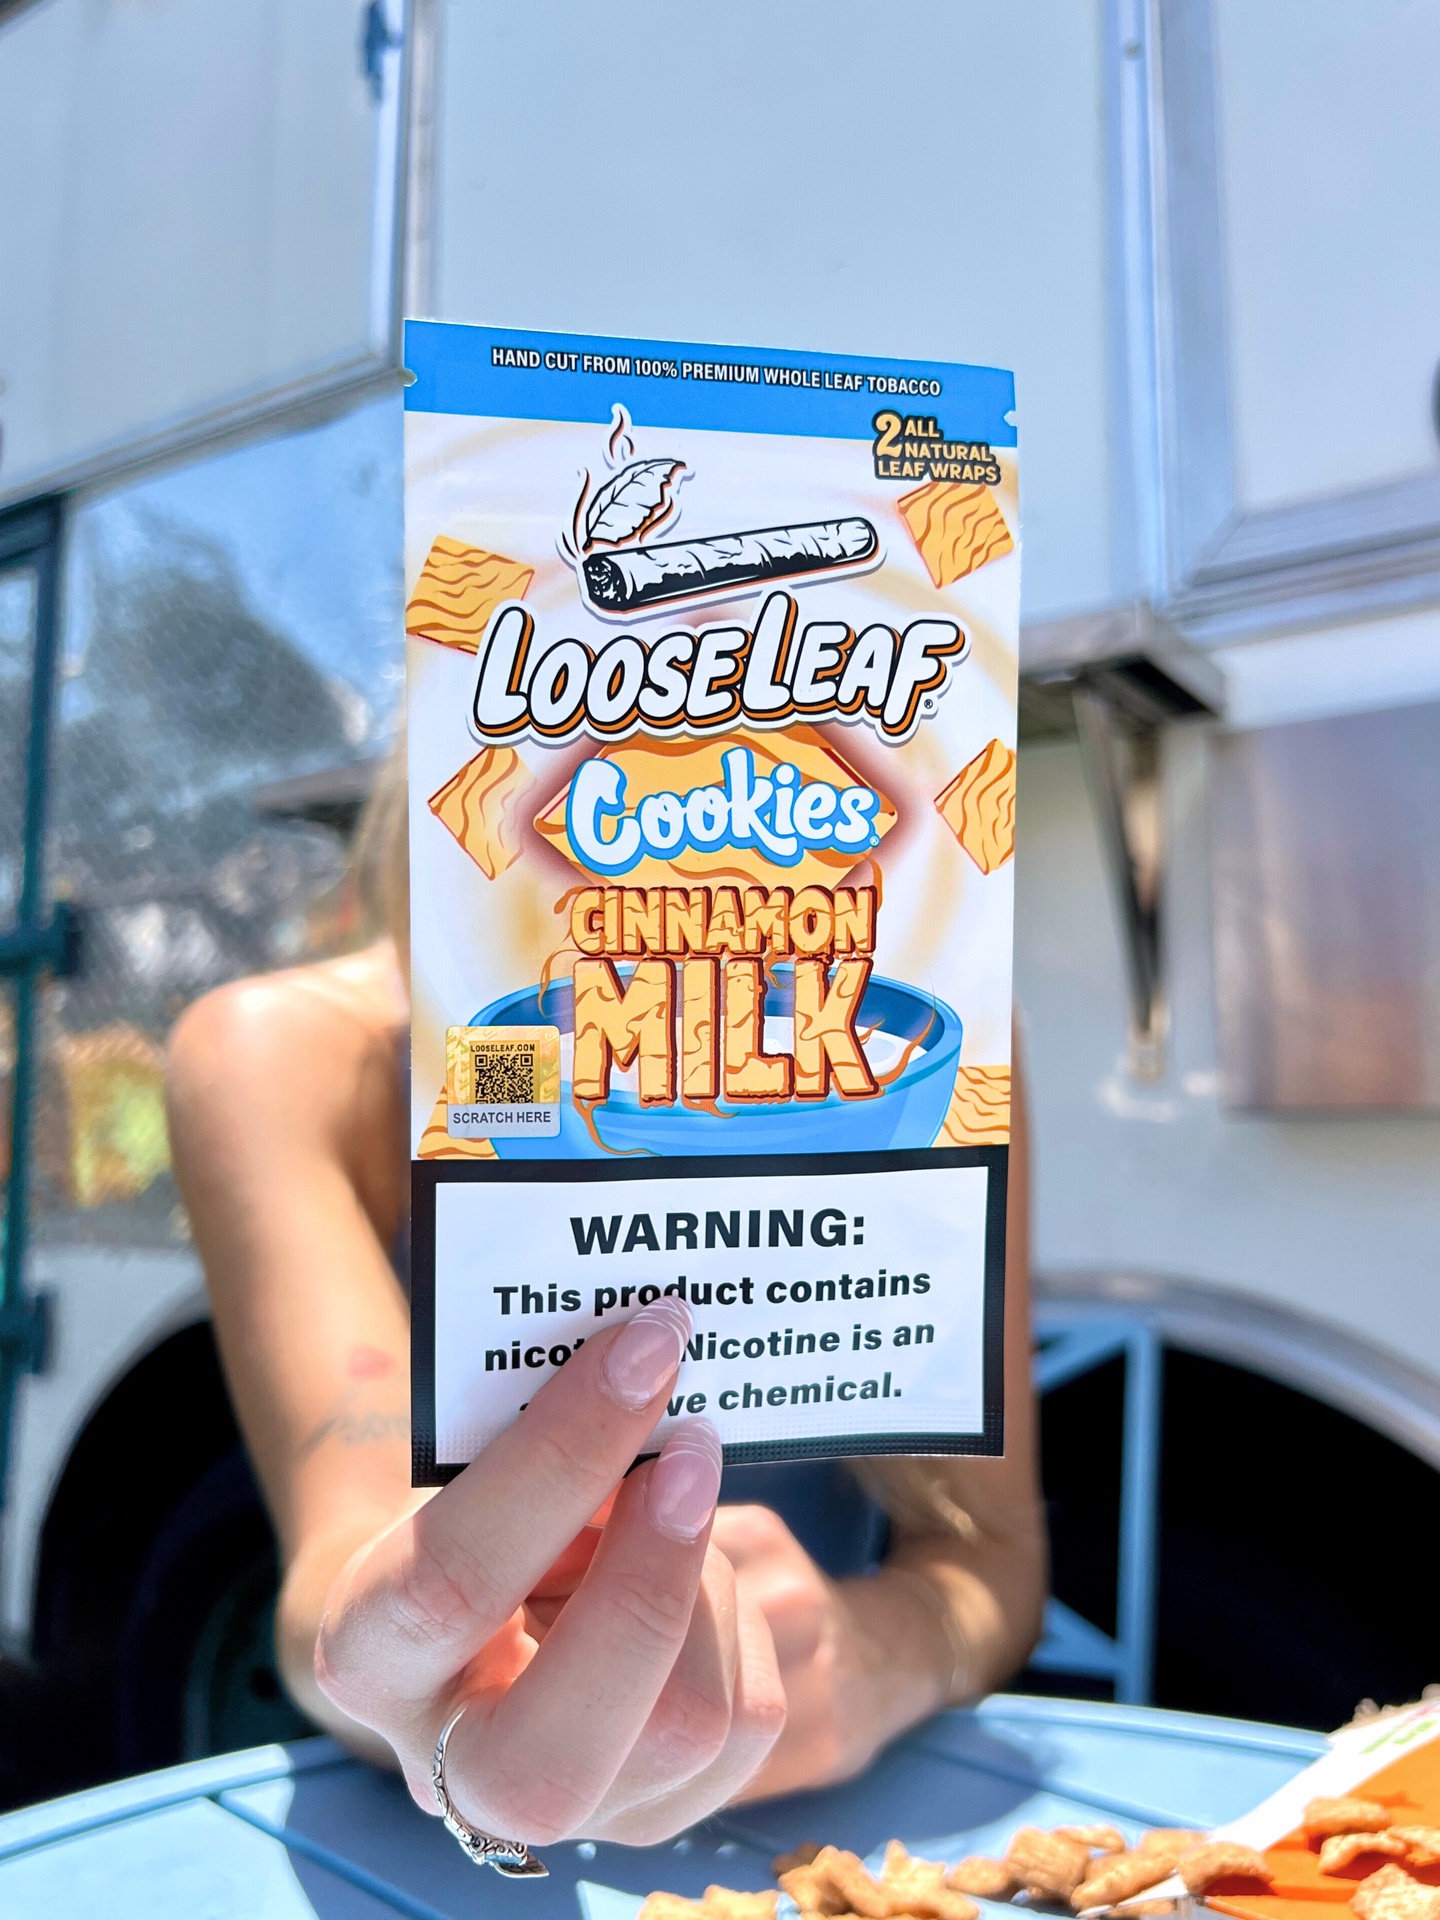 HAND CUT FROM 100% PREMIUM WHOLE LEAF TOBACCO
2 ALL
NATURAL
LEAF WRAPS
LOOSELEAF®
Cookies®
CINNAMON
MILK
LOOSELEAF.COM
SCRATCH HERE
WARNING:
This product contains
Nicotine is an
chemical.